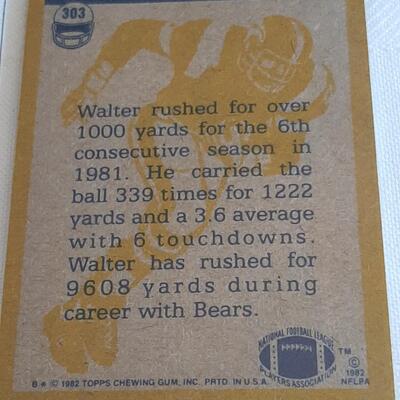 303
Walter rushed for over
1000 yards for the 6th
consecutive season in
1981. He carried the
ball 339 times for 1222
yards and a 3.6 average
with 6 touchdowns.
Walter has rushed for
9608 yards during
career with Bears.
NATIONAL FOOTBALL LEAGUE
PLAYERS ASSOCIATION
TM
© 1982
NFLPA
B * © 1982 TOPPS CHEWING GUM, INC. PRTD. IN U.S.A.